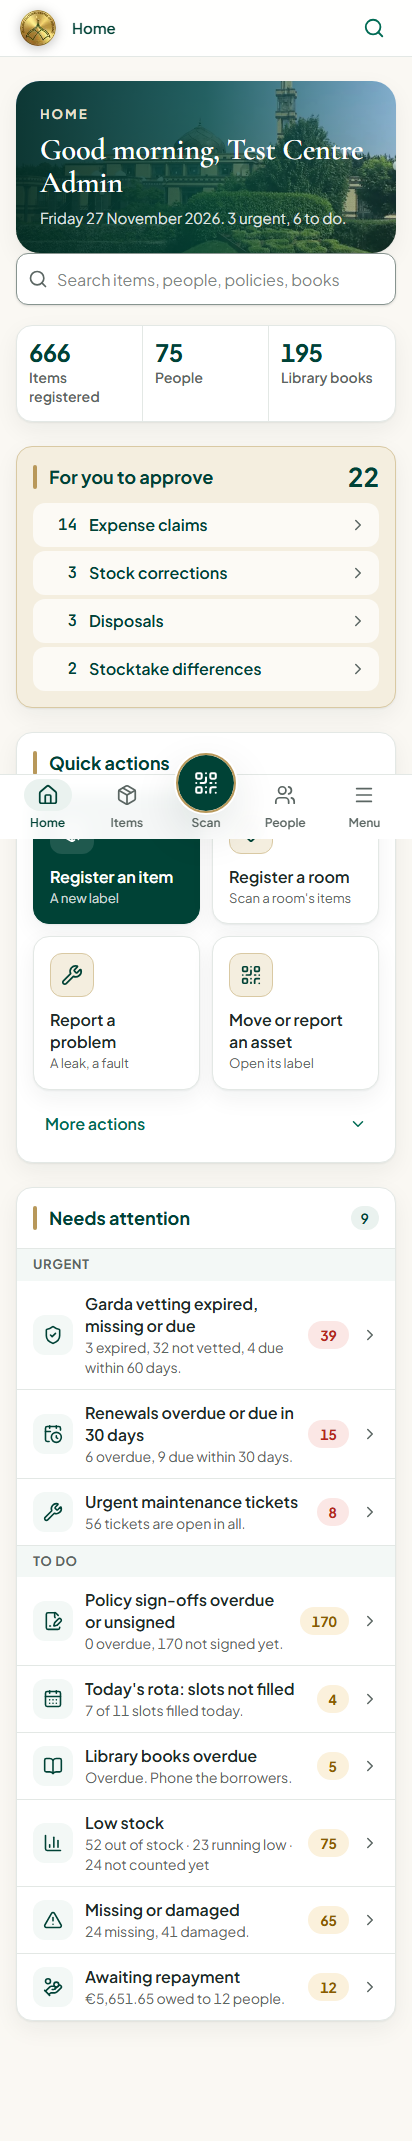 Home
HOME
Good morning, Test Centre
Admin
Friday 27 November 2026. 3 urgent, 6 to do.
Search items, people, policies, books
666
Items
registered
75
People
195
Library books
For you to approve
22
14 Expense claims
3 Stock corrections
3 Disposals
2 Stocktake differences
Quick actions
Home
Items
Scan
People
Menu
Register an item
A new label
Register a room
Scan a room's items
Report a
problem
A leak, a fault
Move or report
an asset
Open its label
More actions
Needs attention
9
URGENT
Garda vetting expired,
missing or due
3 expired, 32 not vetted, 4 due
within 60 days.
39
Renewals overdue or due in
30 days
6 overdue, 9 due within 30 days.
15
Urgent maintenance tickets
56 tickets are open in all.
8
TO DO
Policy sign-offs overdue
or unsigned
0 overdue, 170 not signed yet.
170
Today's rota: slots not filled
7 of 11 slots filled today.
4
Library books overdue
Overdue. Phone the borrowers.
5
Low stock
52 out of stock · 23 running low ·
24 not counted yet
75
Missing or damaged
24 missing, 41 damaged.
65
Awaiting repayment
€5,651.65 owed to 12 people.
12